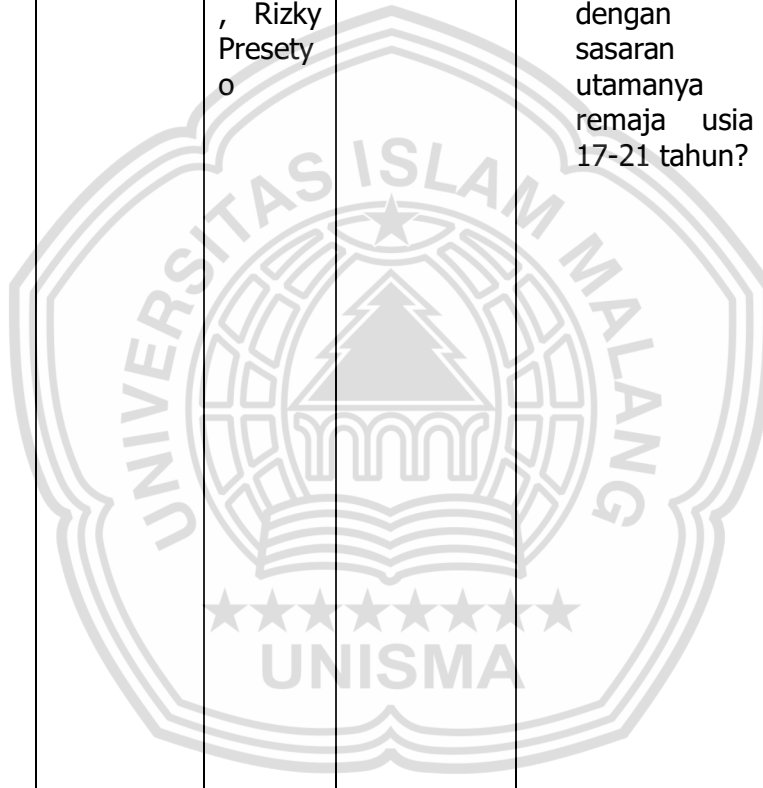 , Rizky
Presety
o
dengan
sasaran
utamanya
remaja usia
17-21 tahun?
UNIVERSITAS ISLAM MALANG
UNISMA